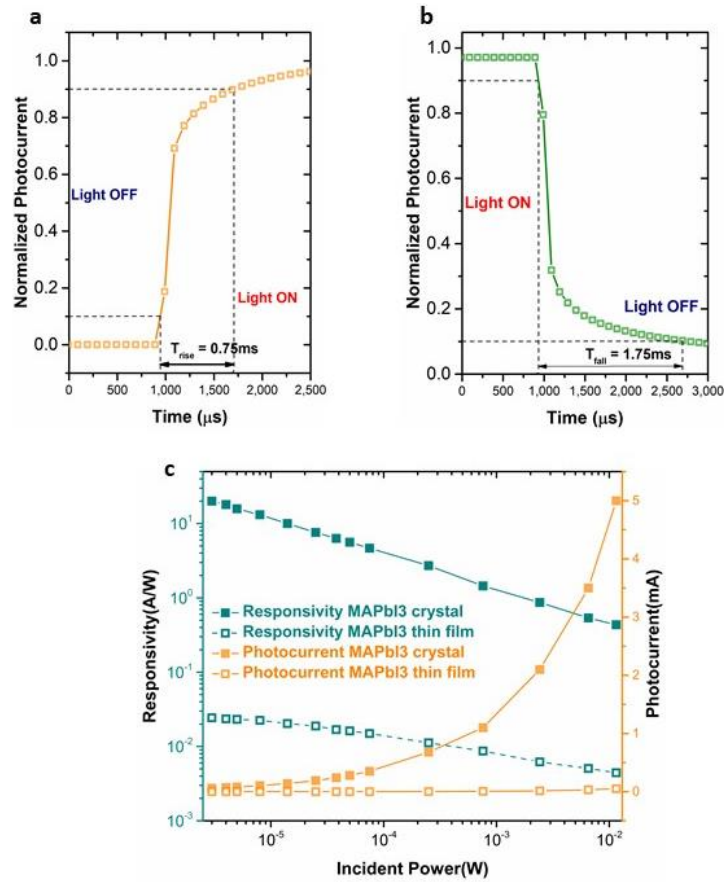 a
Normalized Photocurrent
1.0
0.8
0.6
0.4
0.2
0.0
Light OFF
Light ON
T_rise = 0.75ms
0 500 1,000 1,500 2,000 2,500
Time (μs)
b
Normalized Photocurrent
1.0
0.8
0.6
0.4
0.2
0.0
Light ON
Light OFF
T_fall = 1.75ms
0 500 1,000 1,500 2,000 2,500 3,000
Time (μs)
c
Responsivity(A/W)
10^1
10^0
10^-1
10^-2
10^-3
Responsivity MAPbI3 crystal
Responsivity MAPbI3 thin film
Photocurrent MAPbI3 crystal
Photocurrent MAPbI3 thin film
5
4
3
2
1
0
Photocurrent(mA)
10^-5 10^-4 10^-3 10^-2
Incident Power(W)